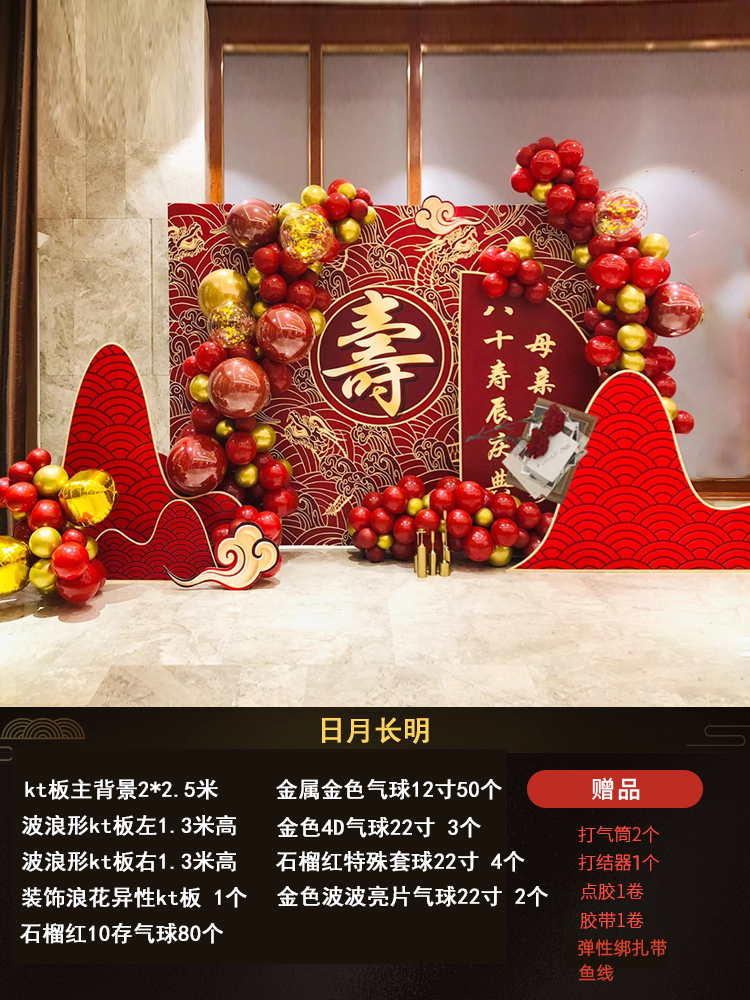 壽
母亲
八十寿辰庆典
日月长明
kt板主背景2*2.5米
波浪形kt板左1.3米高
波浪形kt板右1.3米高
装饰浪花异性kt板 1个
石榴红10存气球80个
金属金色气球12寸50个
金色4D气球22寸 3个
石榴红特殊套球22寸 4个
金色波波亮片气球22寸 2个
赠品
打气筒2个
打结器1个
点胶1卷
胶带1卷
弹性绑扎带
鱼线